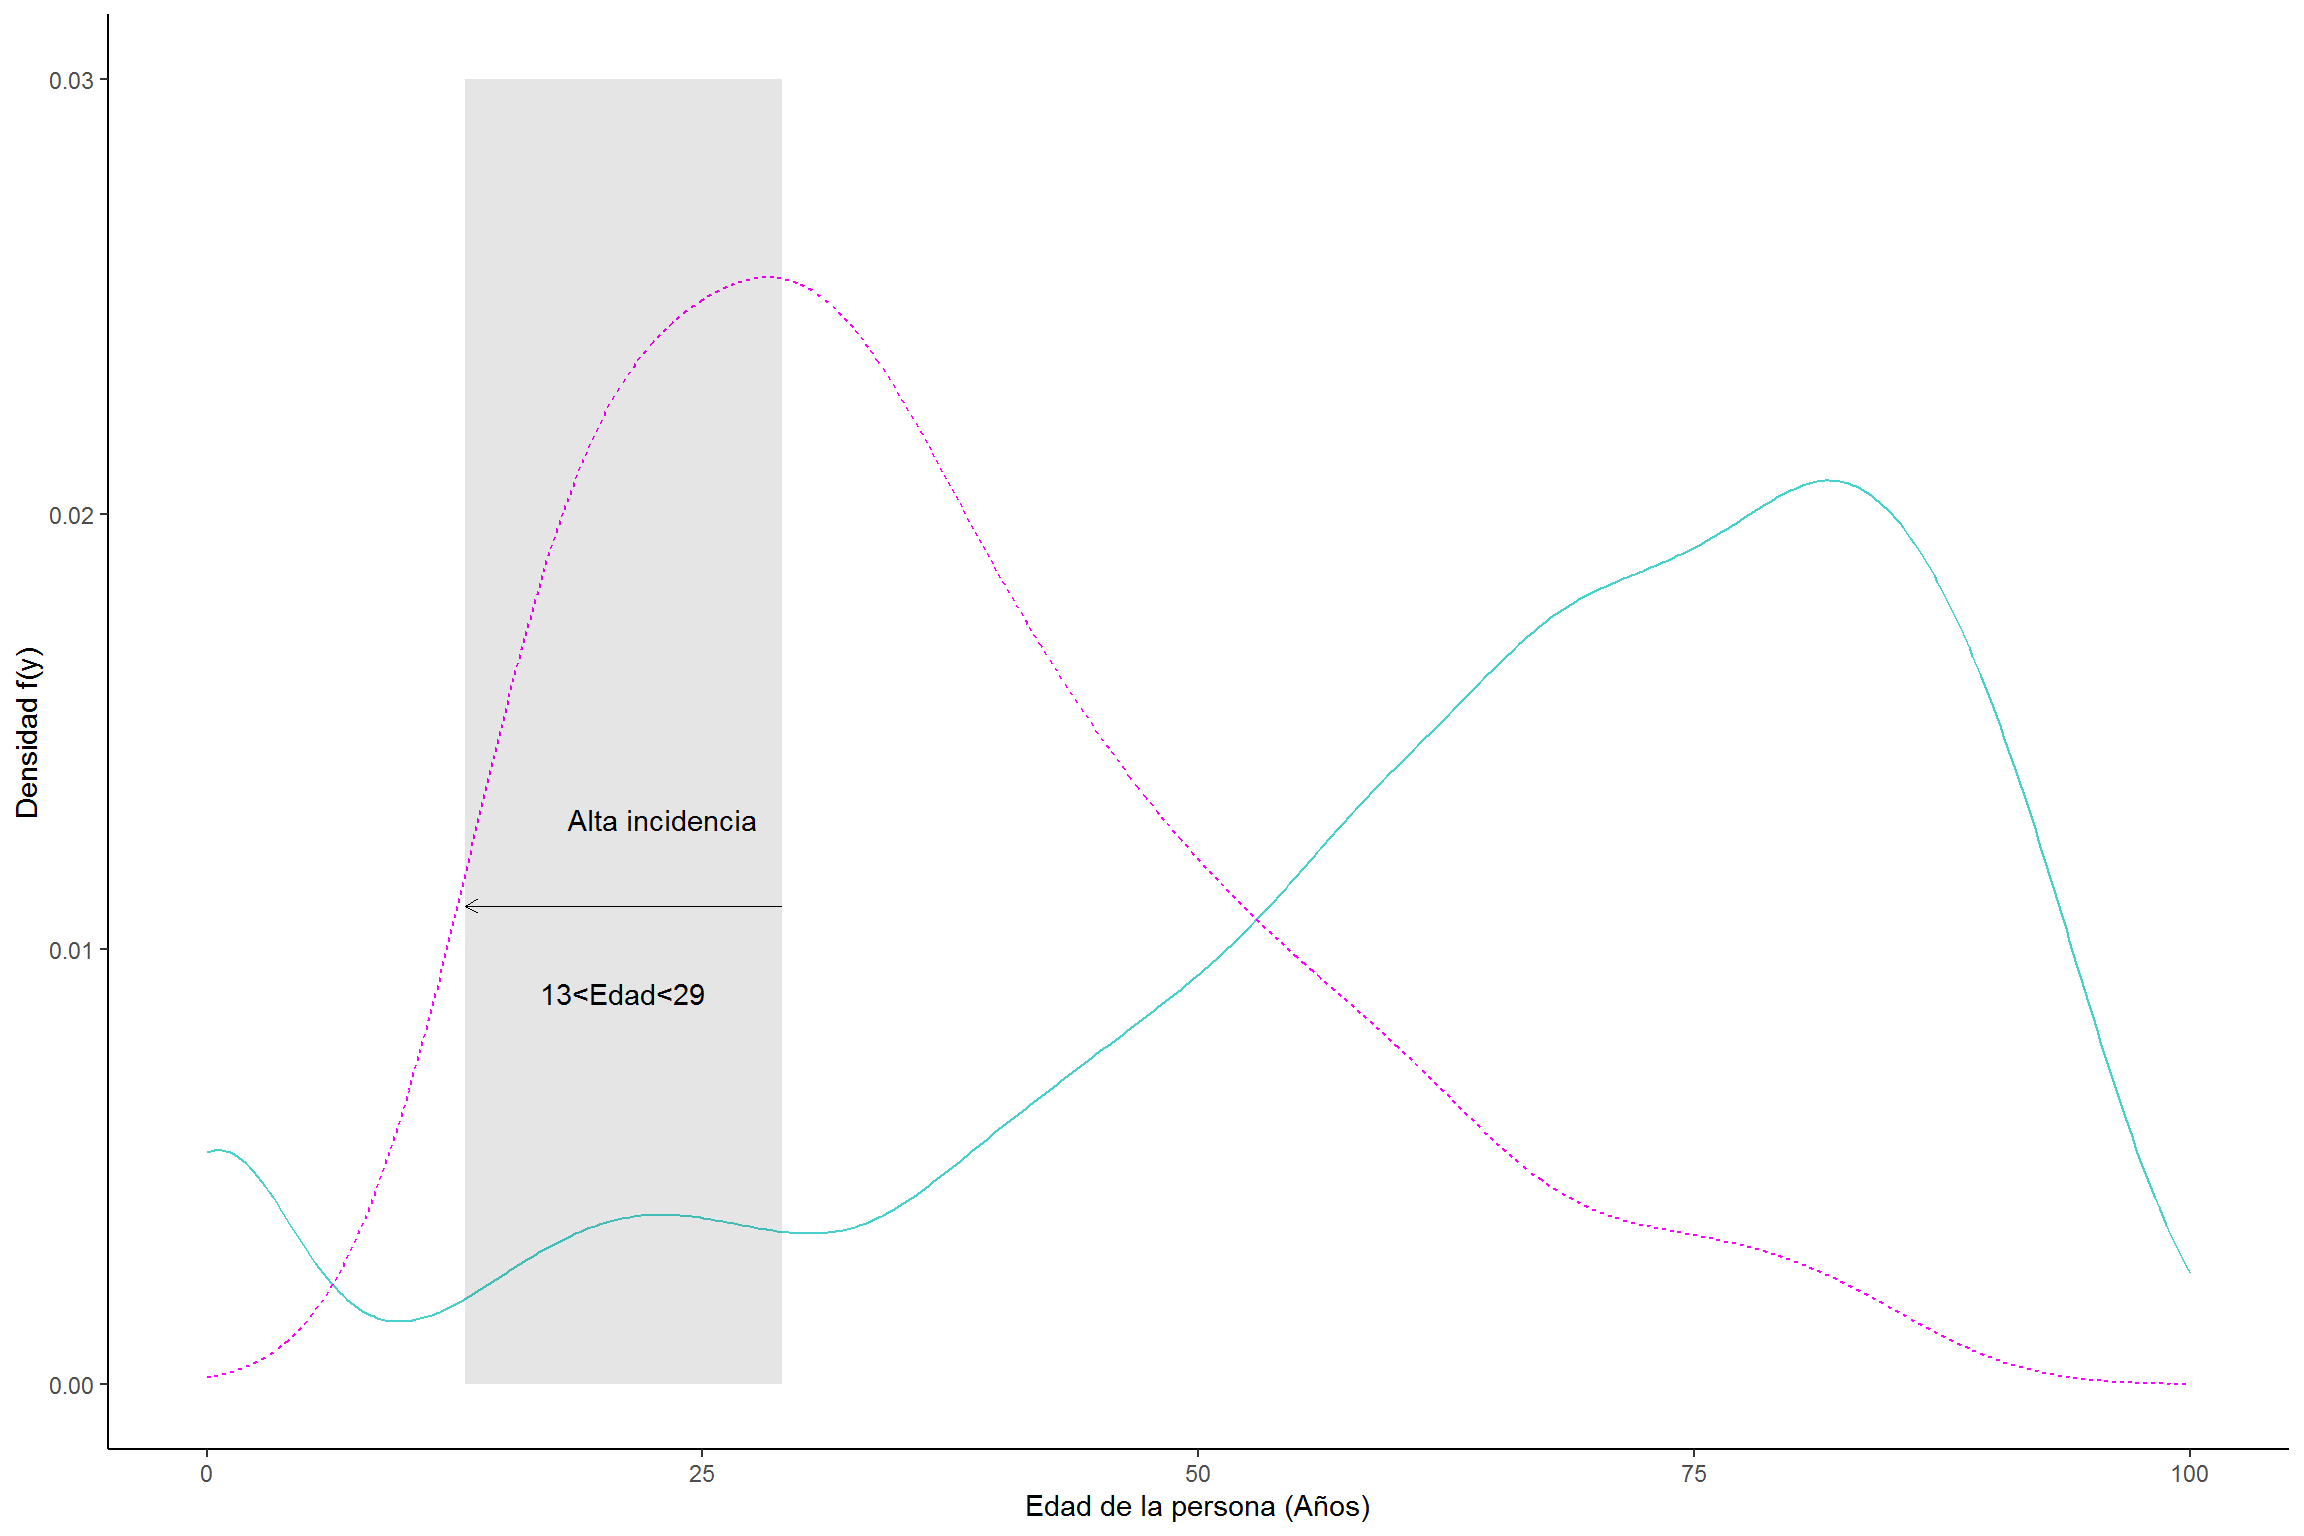 0.03
0.02
0.01
0.00
Densidad f(y)
Alta incidencia
13<Edad<29
0 25 50 75 100
Edad de la persona (Años)